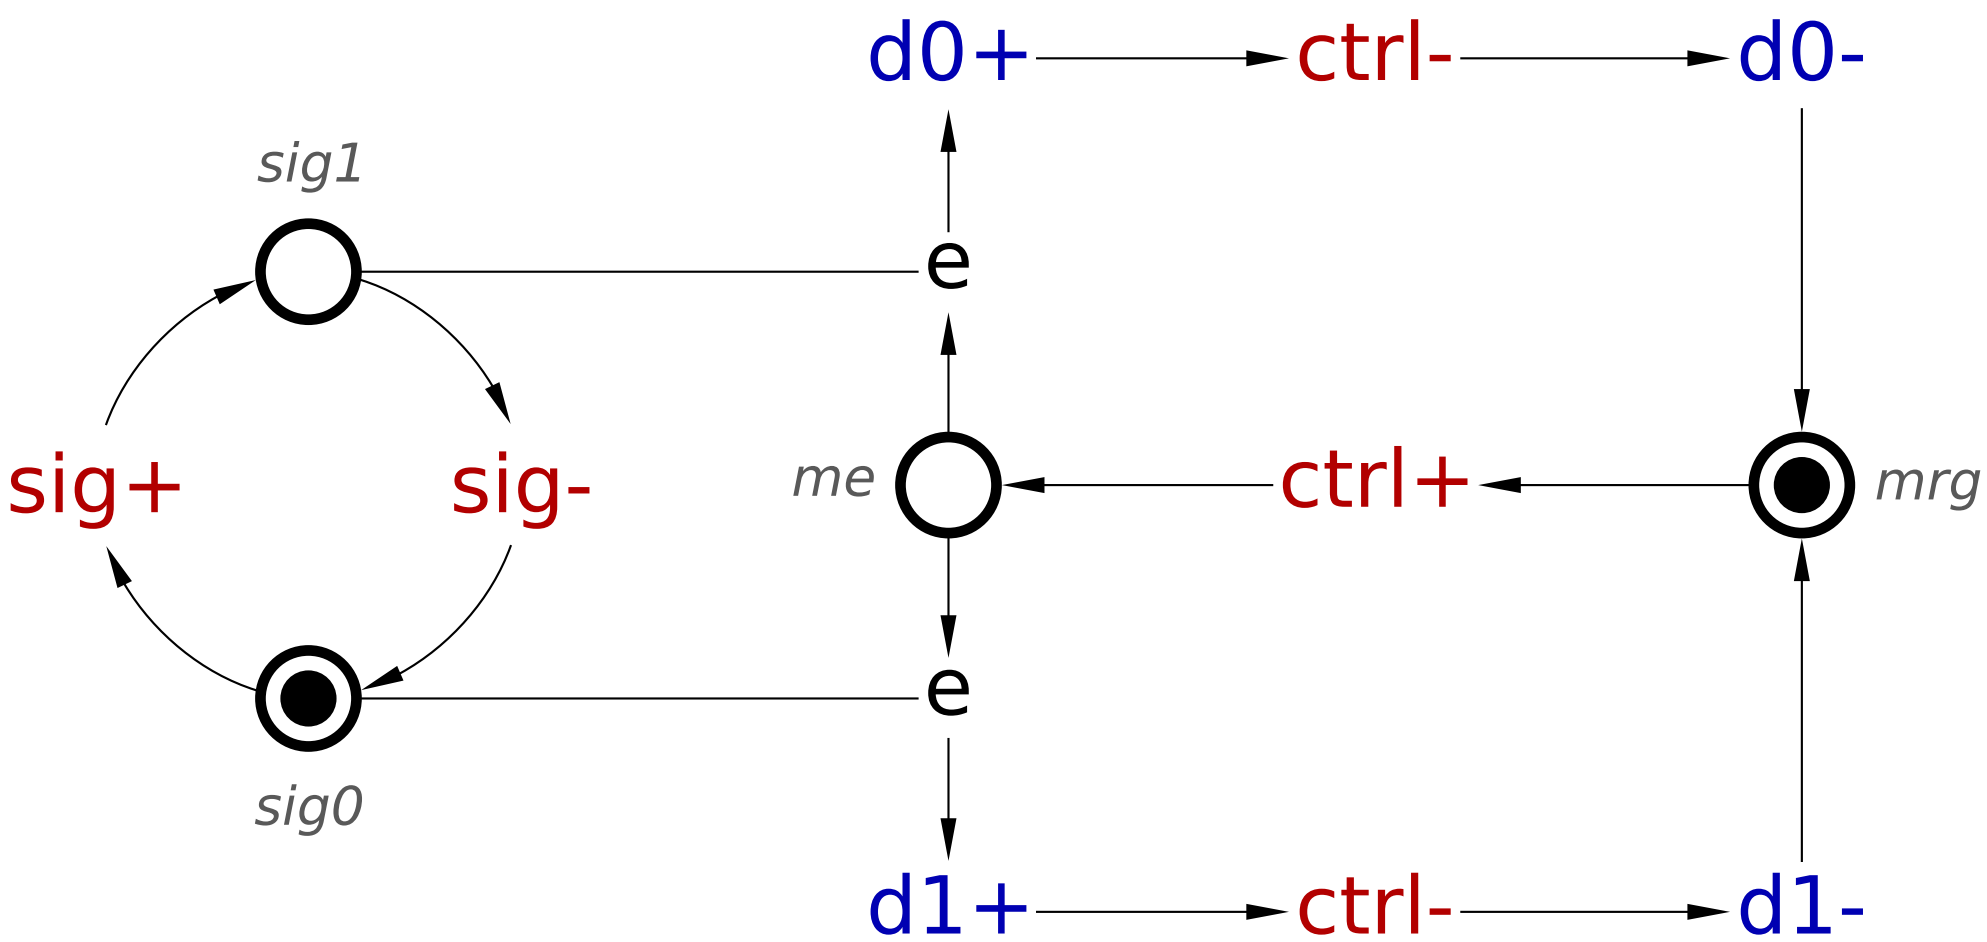 d0+ ctrl- d0-
sig1
e
sig+ sig- me ctrl+ mrg
e
sig0
d1+ ctrl- d1-